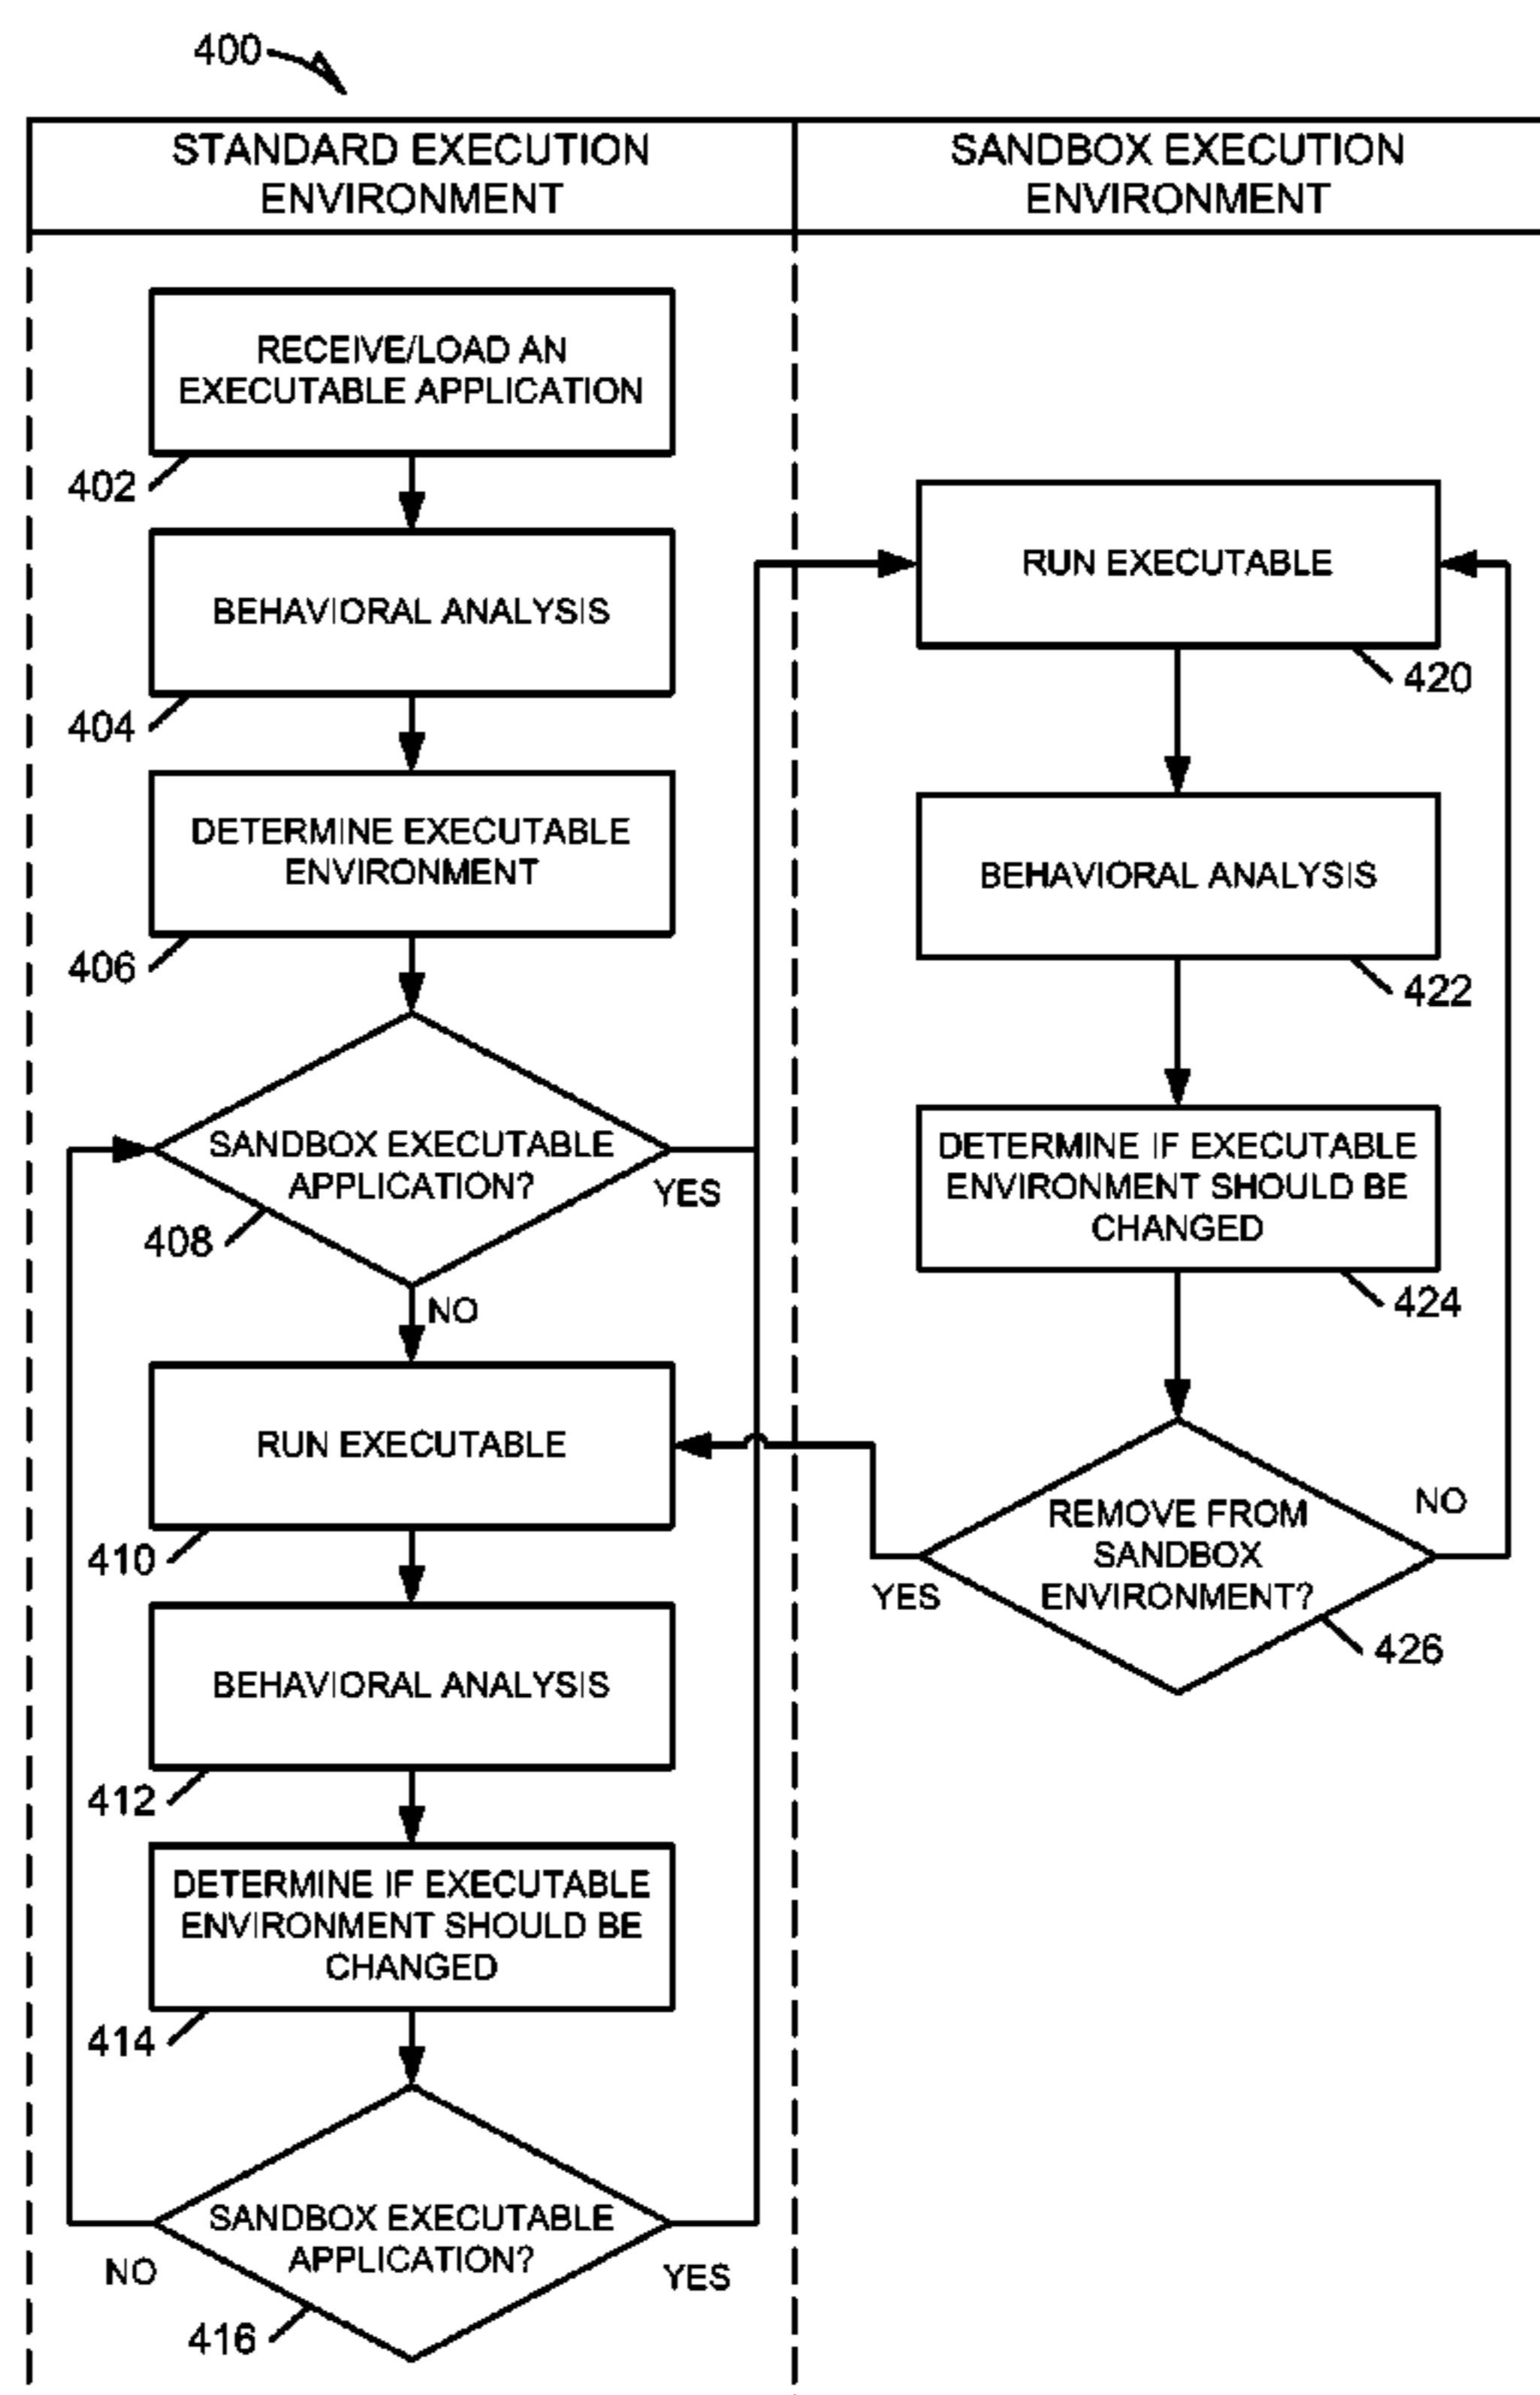 400
STANDARD EXECUTION
ENVIRONMENT
SANDBOX EXECUTION
ENVIRONMENT
RECEIVE/LOAD AN
EXECUTABLE APPLICATION
402
BEHAVIORAL ANALYSIS
404
DETERMINE EXECUTABLE
ENVIRONMENT
406
SANDBOX EXECUTABLE
APPLICATION?
YES
408
NO
RUN EXECUTABLE
410
BEHAVIORAL ANALYSIS
412
DETERMINE IF EXECUTABLE
ENVIRONMENT SHOULD BE
CHANGED
414
SANDBOX EXECUTABLE
APPLICATION?
NO
YES
416
RUN EXECUTABLE
420
BEHAVIORAL ANALYSIS
422
DETERMINE IF EXECUTABLE
ENVIRONMENT SHOULD BE
CHANGED
424
REMOVE FROM
SANDBOX
ENVIRONMENT?
NO
YES
426